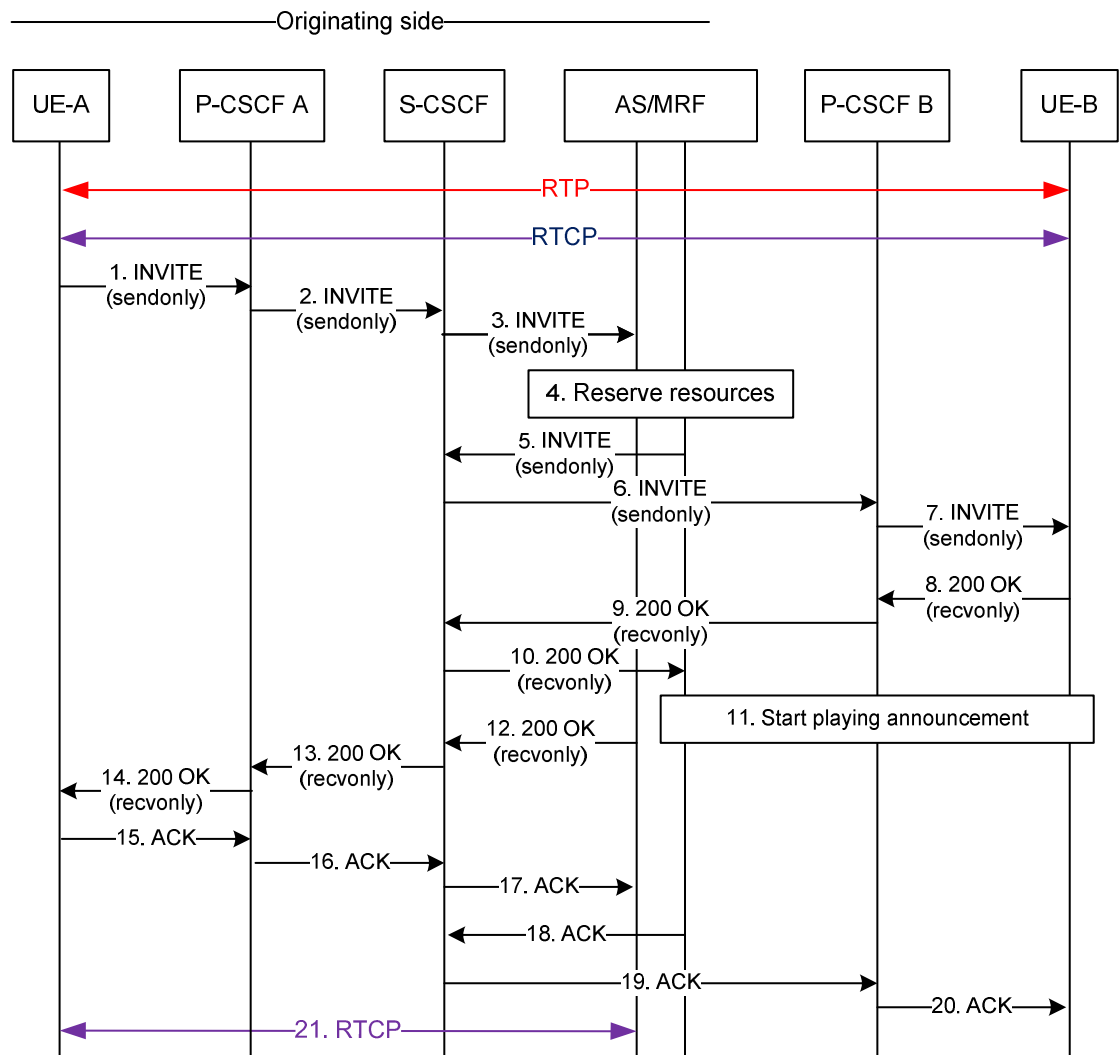 Originating side
UE-A
P-CSCF A
S-CSCF
AS/MRF
P-CSCF B
UE-B
RTP
RTCP
1. INVITE
(sendonly)
2. INVITE
(sendonly)
3. INVITE
(sendonly)
4. Reserve resources
5. INVITE
(sendonly)
6. INVITE
(sendonly)
7. INVITE
(sendonly)
8. 200 OK
(recvonly)
9. 200 OK
(recvonly)
10. 200 OK
(recvonly)
11. Start playing announcement
12. 200 OK
(recvonly)
13. 200 OK
(recvonly)
14. 200 OK
(recvonly)
15. ACK
16. ACK
17. ACK
18. ACK
19. ACK
20. ACK
21. RTCP